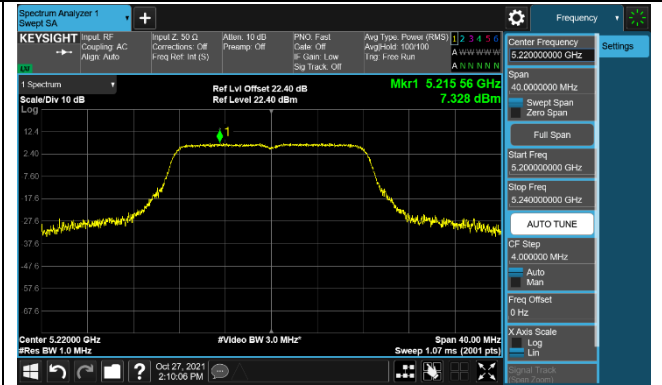 Spectrum Analyzer 1
Swept SA
+
Frequency
KEYSIGHT
Input: RF
Coupling: AC
Align: Auto
Input Z: 50 Ω
Corrections: Off
Freq Ref: Int (S)
Atten: 10 dB
Preamp: Off
PNO: Fast
Gate: Off
IF Gain: Low
Sig Track: Off
Avg Type: Power (RMS)
Avg|Hold: 100/100
Trig: Free Run
1 2 3 4 5 6
A W W W W W
A N N N N N
LXI
1 Spectrum
Scale/Div 10 dB
Log
Ref Lvl Offset 22.40 dB
Ref Level 22.40 dBm
Mkr1 5.215 56 GHz
7.328 dBm
1
12.4
2.40
-7.60
-17.6
-27.6
-37.6
-47.6
-57.6
-67.6
Center 5.22000 GHz
#Res BW 1.0 MHz
#Video BW 3.0 MHz*
Span 40.00 MHz
Sweep 1.07 ms (2001 pts)
Center Frequency
5.220000000 GHz
Settings
Span
40.0000000 MHz
Swept Span
Zero Span
Full Span
Start Freq
5.200000000 GHz
Stop Freq
5.240000000 GHz
AUTO TUNE
CF Step
4.000000 MHz
Auto
Man
Freq Offset
0 Hz
X Axis Scale
Log
Lin
Signal Track
(Span Zoom)
?
Oct 27, 2021
2:10:06 PM